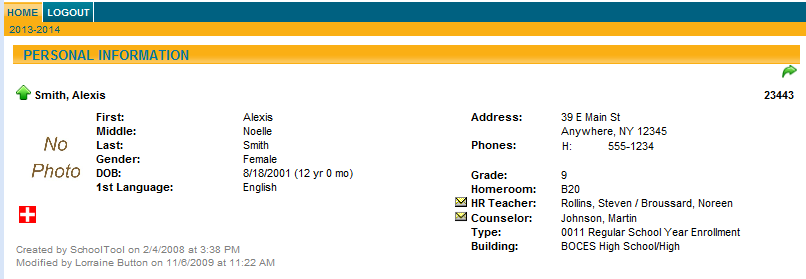 HOME LOGOUT
2013-2014
PERSONAL INFORMATION
Smith, Alexis 23443
No Photo
First: Alexis
Middle: Noelle
Last: Smith
Gender: Female
DOB: 8/18/2001 (12 yr 0 mo)
1st Language: English
Address: 39 E Main St
Anywhere, NY 12345
Phones: H: 555-1234
Grade: 9
Homeroom: B20
HR Teacher: Rollins, Steven / Broussard, Noreen
Counselor: Johnson, Martin
Type: 0011 Regular School Year Enrollment
Building: BOCES High School/High
Created by SchoolTool on 2/4/2008 at 3:38 PM
Modified by Lorraine Button on 11/6/2009 at 11:22 AM